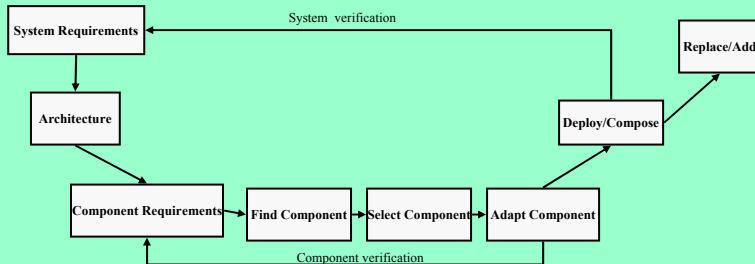 System verification
System Requirements
Replace/Add
Architecture
Deploy/Compose
Component Requirements
Find Component
Select Component
Adapt Component
Component verification